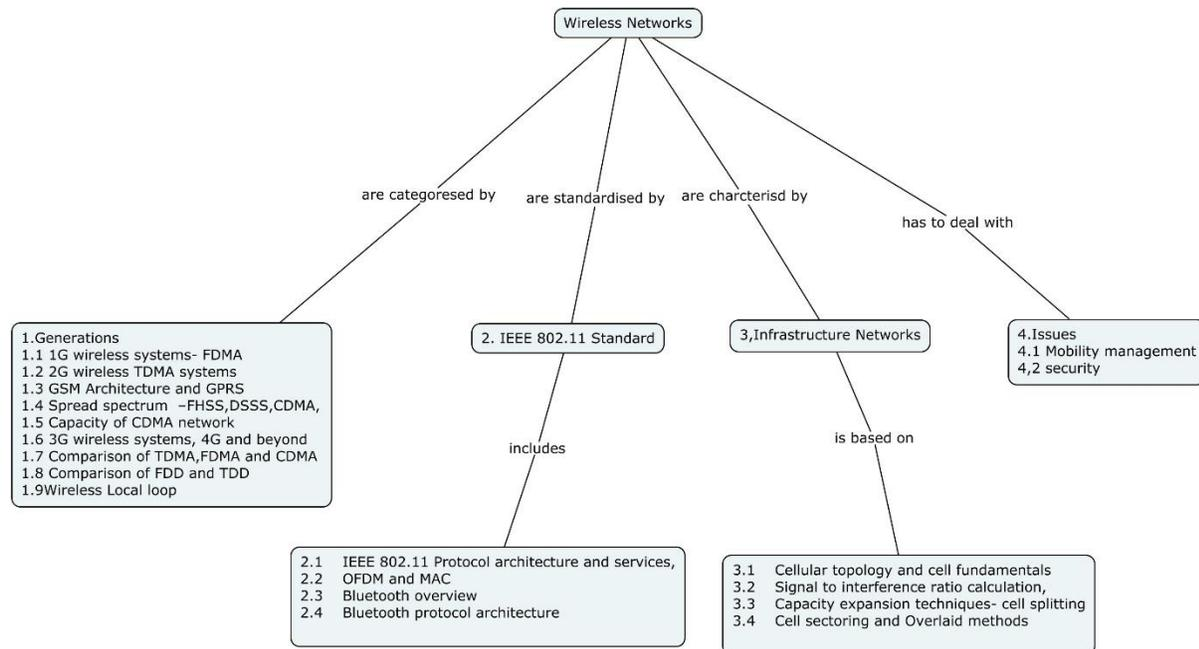 Wireless Networks
are categoresed by
are standardised by
are charcterisd by
has to deal with
1.Generations
1.1 1G wireless systems- FDMA
1.2 2G wireless TDMA systems
1.3 GSM Architecture and GPRS
1.4 Spread spectrum –FHSS,DSSS,CDMA,
1.5 Capacity of CDMA network
1.6 3G wireless systems, 4G and beyond
1.7 Comparison of TDMA,FDMA and CDMA
1.8 Comparison of FDD and TDD
1.9Wireless Local loop
2. IEEE 802.11 Standard
3,Infrastructure Networks
4.Issues
4.1 Mobility management
4,2 security
includes
is based on
2.1 IEEE 802.11 Protocol architecture and services,
2.2 OFDM and MAC
2.3 Bluetooth overview
2.4 Bluetooth protocol architecture
3.1 Cellular topology and cell fundamentals
3.2 Signal to interference ratio calculation,
3.3 Capacity expansion techniques- cell splitting
3.4 Cell sectoring and Overlaid methods